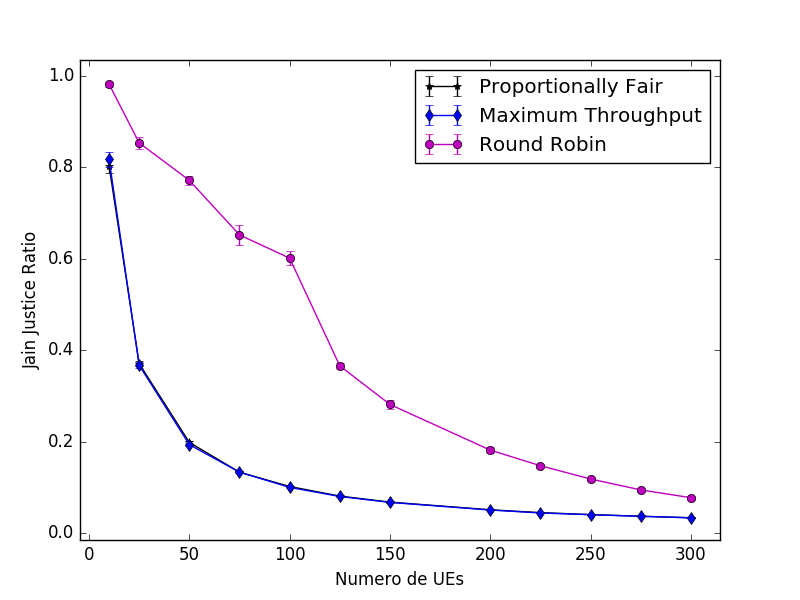 Proportionally Fair
Maximum Throughput
Round Robin
1.0
0.8
0.6
0.4
0.2
0.0
Jain Justice Ratio
0 50 100 150 200 250 300
Numero de UEs